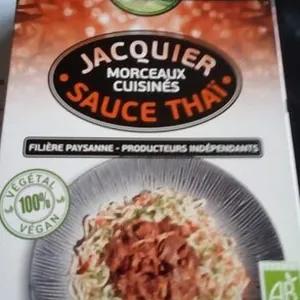 JACQUIER
MORCEAUX
CUISINÉS
• SAUCE THAÏ •
FILIÈRE PAYSANNE - PRODUCTEURS INDÉPENDANTS
VÉGÉTAL
100%
VEGAN
AB